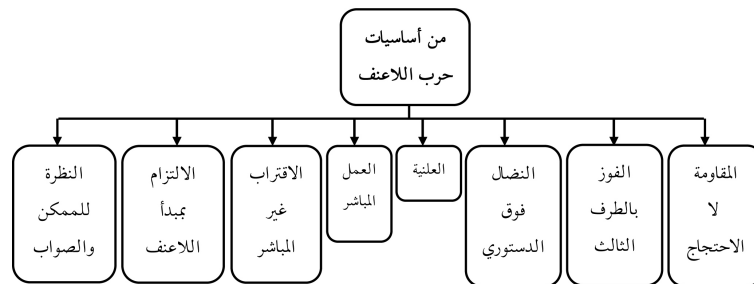 من أساسيات
حرب اللاعنف
المقاومة
لا
الاحتجاج
الفوز
بالطرف
الثالث
النضال
فوق
الدستوري
العلنية
العمل
المباشر
الاقتراب
غير
المباشر
الالتزام
بمبدأ
اللاعنف
النظرة
للممكن
والصواب